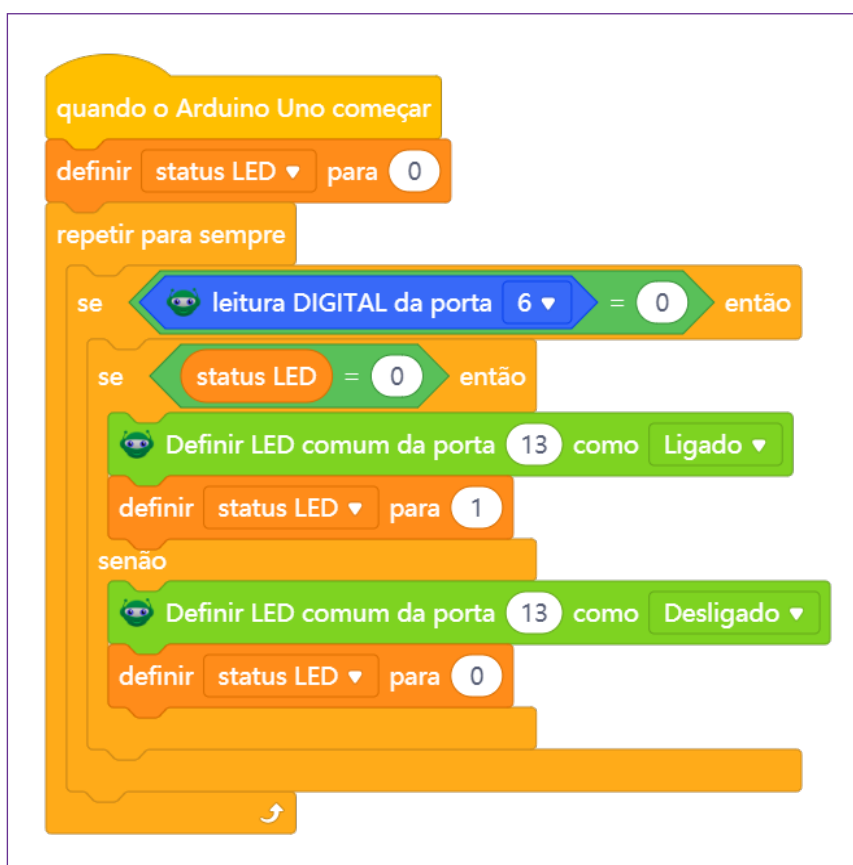 quando o Arduino Uno começar
definir status LED para 0
repetir para sempre
se leitura DIGITAL da porta 6 = 0 então
se status LED = 0 então
Definir LED comum da porta 13 como Ligado
definir status LED para 1
senão
Definir LED comum da porta 13 como Desligado
definir status LED para 0